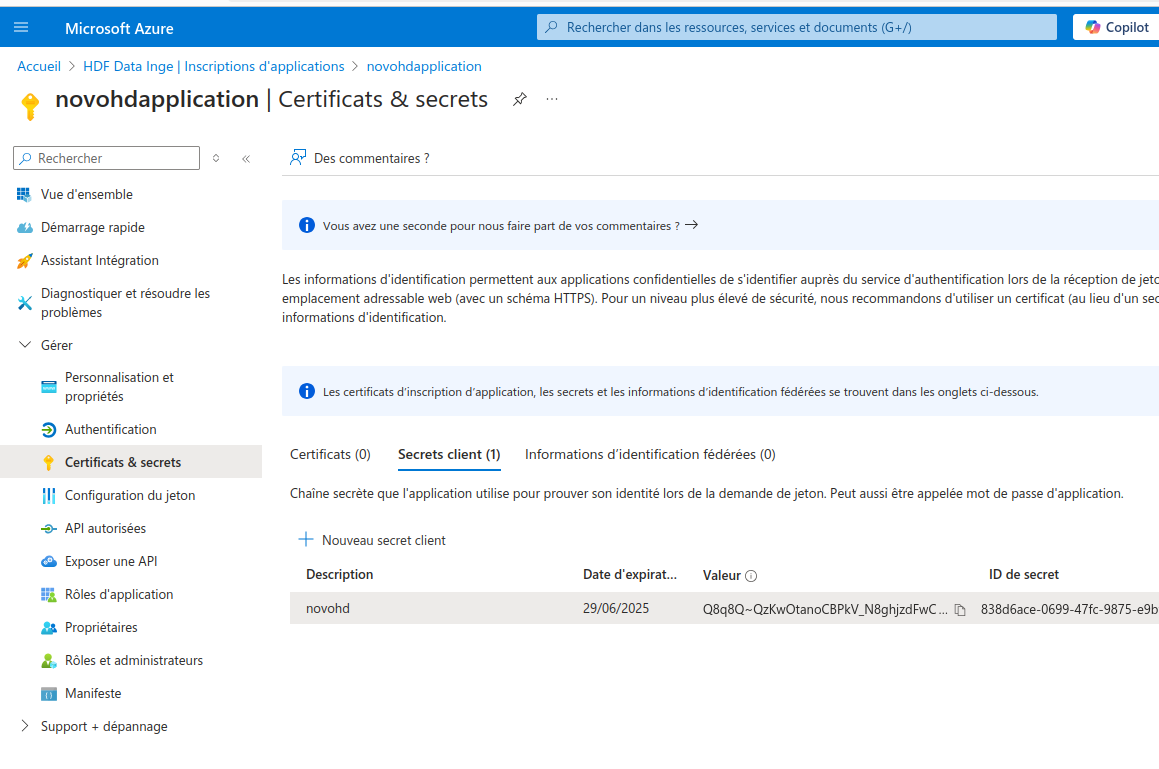 Microsoft Azure
Rechercher dans les ressources, services et documents (G+/)
Copilot
Accueil > HDF Data Inge | Inscriptions d'applications > novohdapplication
novohdapplication | Certificats & secrets
Rechercher
Des commentaires ?
Vue d'ensemble
Démarrage rapide
Assistant Intégration
Diagnostiquer et résoudre les
problèmes
Gérer
Personnalisation et
propriétés
Authentification
Certificats & secrets
Configuration du jeton
API autorisées
Exposer une API
Rôles d'application
Propriétaires
Rôles et administrateurs
Manifeste
Support + dépannage
Vous avez une seconde pour nous faire part de vos commentaires ? →
Les informations d'identification permettent aux applications confidentielles de s'identifier auprès du service d'authentification lors de la réception de jeto
emplacement adressable web (avec un schéma HTTPS). Pour un niveau plus élevé de sécurité, nous recommandons d'utiliser un certificat (au lieu d'un sec
informations d'identification.
Les certificats d'inscription d'application, les secrets et les informations d'identification fédérées se trouvent dans les onglets ci-dessous.
Certificats (0) Secrets client (1) Informations d'identification fédérées (0)
Chaîne secrète que l'application utilise pour prouver son identité lors de la demande de jeton. Peut aussi être appelée mot de passe d'application.
Nouveau secret client
Description Date d'expirat... Valeur ID de secret
novohd 29/06/2025 Q8q8Q~QzKwOtanoCBPkV_N8ghjzdFwC... 838d6ace-0699-47fc-9875-e9b